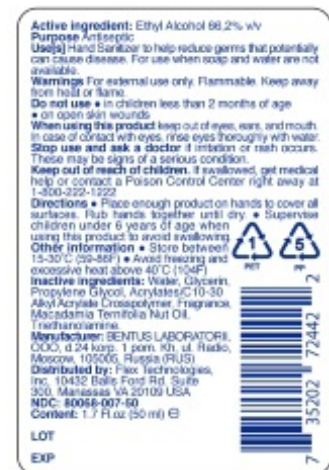 Active ingredient: Ethyl Alcohol 66,2% v/v
Purpose Antiseptic
Use[s] Hand Sanitizer to help reduce germs that potentially
can cause disease. For use when soap and water are not
available.
Warnings For external use only. Flammable. Keep away
from heat or flame.
Do not use • in children less than 2 months of age
• on open skin wounds
When using this product keep out of eyes, ears, and mouth.
In case of contact with eyes, rinse eyes thoroughly with water.
Stop use and ask a doctor if irritation or rash occurs.
These may be signs of a serious condition.
Keep out of reach of children. If swallowed, get medical
help or contact a Poison Control Center right away at
1-800-222-1222
Directions • Place enough product on hands to cover all
surfaces. Rub hands together until dry. • Supervise
children under 6 years of age when
using this product to avoid swallowing
Other information • Store between
15-30°C (59-86F) • Avoid freezing and
excessive heat above 40°C (104F)
Inactive ingredients: Water, Glycerin,
Propylene Glycol, Acrylates/C10-30
Alkyl Acrylate Crosspolymer, Fragrance,
Macadamia Ternifolia Nut Oil,
Triethanolamine.
Manufacturer: BENTUS LABORATORII,
OOO, d.24 korp. 1 pom. Kh, ul. Radio,
Moscow, 105005, Russia (RUS)
Distributed by: Flex Technologies,
Inc, 10432 Balls Ford Rd. Suite
300, Manassas VA 20109 USA
NDC: 80068-007-50
Content: 1.7 Fl.oz (50 ml) ℮
LOT
EXP
1
PET
5
PP
7 35202 72442 2